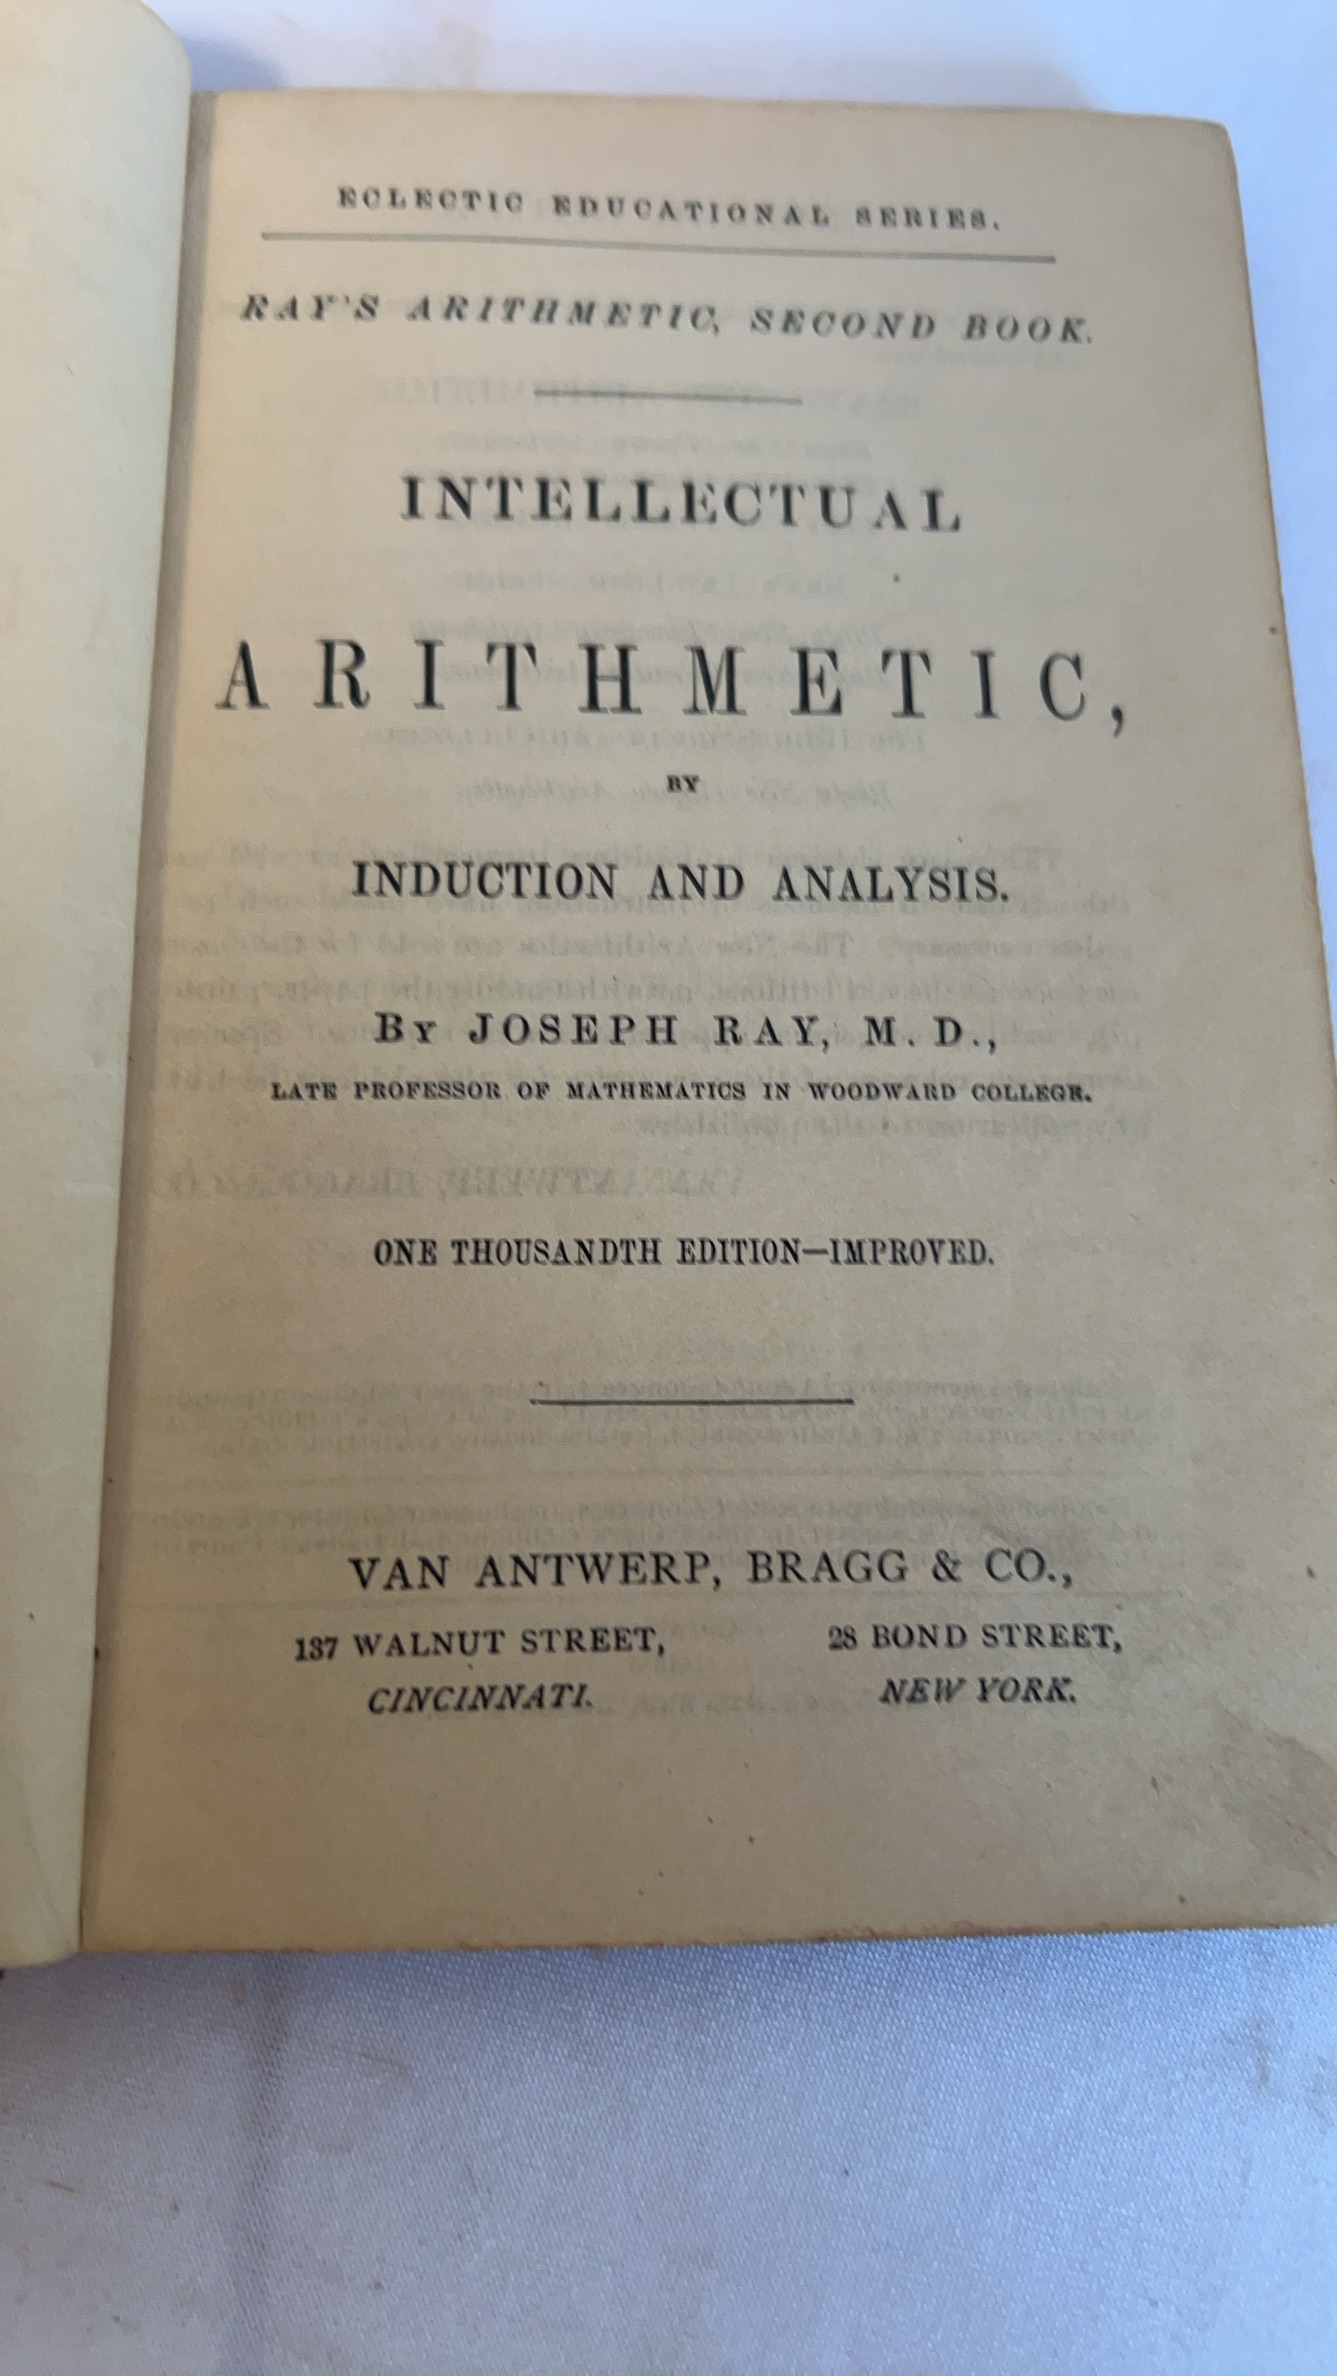 ECLECTIC EDUCATIONAL SERIES.
RAY'S ARITHMETIC, SECOND BOOK.
INTELLECTUAL
ARITHMETIC,
BY
INDUCTION AND ANALYSIS.
BY JOSEPH RAY, M. D.,
LATE PROFESSOR OF MATHEMATICS IN WOODWARD COLLEGE.
ONE THOUSANDTH EDITION—IMPROVED.
VAN ANTWERP, BRAGG & CO.,
137 WALNUT STREET, 28 BOND STREET,
CINCINNATI. NEW YORK.